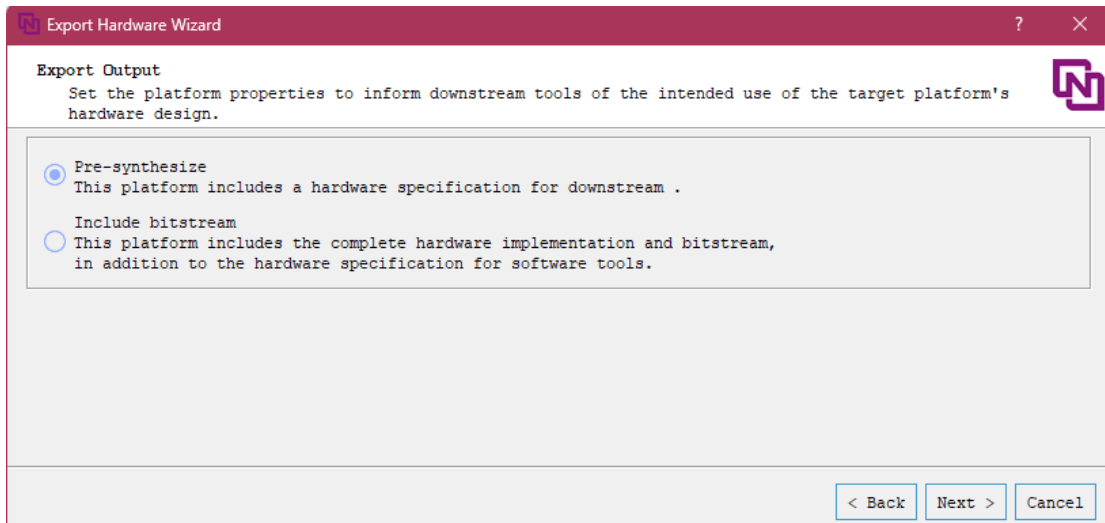 Export Hardware Wizard
?
Export Output
Set the platform properties to inform downstream tools of the intended use of the target platform's
hardware design.
Pre-synthesize
This platform includes a hardware specification for downstream .
Include bitstream
This platform includes the complete hardware implementation and bitstream,
in addition to the hardware specification for software tools.
< Back
Next >
Cancel